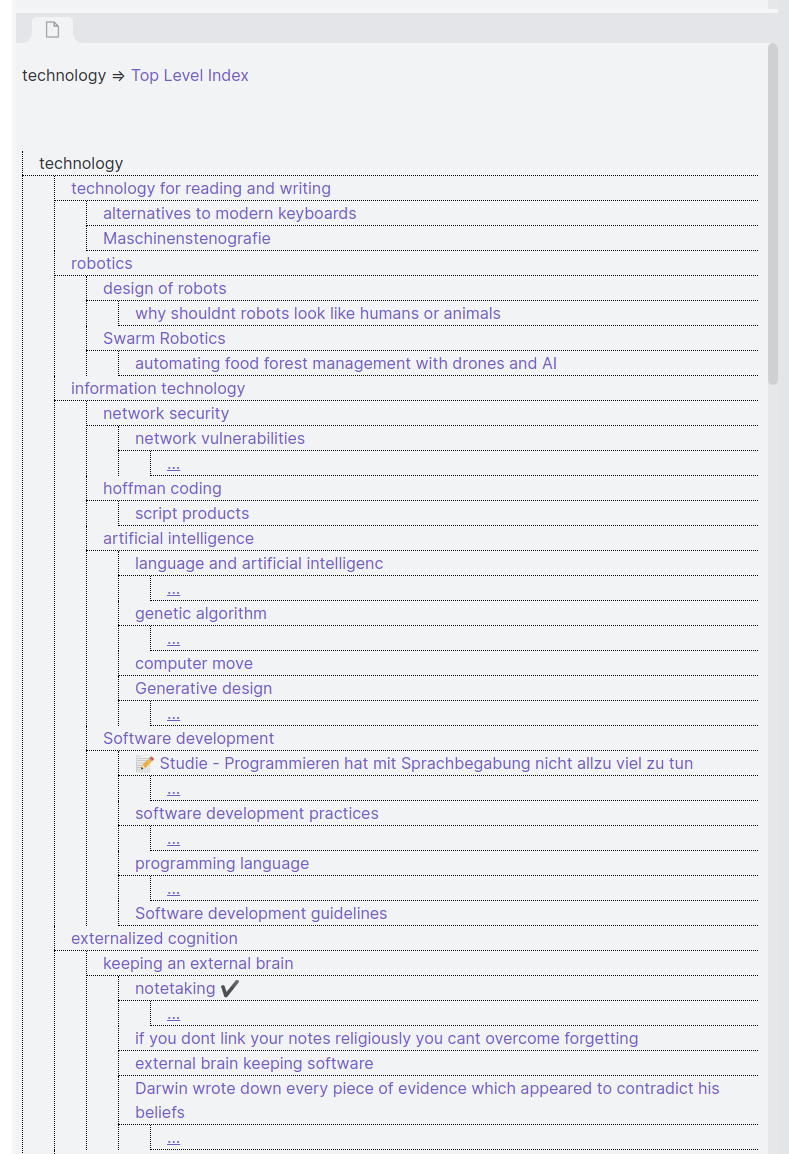 technology ⇒ Top Level Index
technology
technology for reading and writing
alternatives to modern keyboards
Maschinenstenografie
robotics
design of robots
why shouldnt robots look like humans or animals
Swarm Robotics
automating food forest management with drones and AI
information technology
network security
network vulnerabilities
...
hoffman coding
script products
artificial intelligence
language and artificial intelligenc
...
genetic algorithm
...
computer move
Generative design
...
Software development
📝 Studie - Programmieren hat mit Sprachbegabung nicht allzu viel zu tun
...
software development practices
...
programming language
...
Software development guidelines
externalized cognition
keeping an external brain
notetaking ✔️
...
if you dont link your notes religiously you cant overcome forgetting
external brain keeping software
Darwin wrote down every piece of evidence which appeared to contradict his
beliefs
...